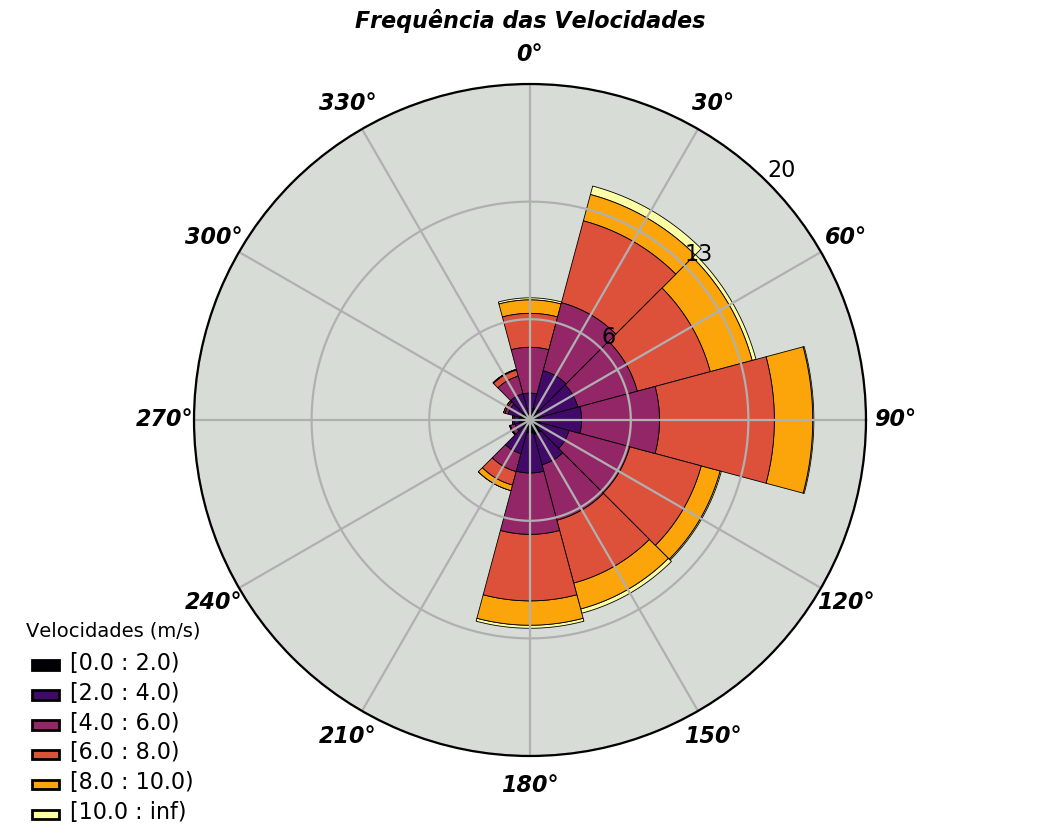 Frequência das Velocidades
0°
330°
30°
20
300°
60°
13
6
270°
90°
240°
120°
210°
150°
180°
Velocidades (m/s)
[0.0 : 2.0)
[2.0 : 4.0)
[4.0 : 6.0)
[6.0 : 8.0)
[8.0 : 10.0)
[10.0 : inf)